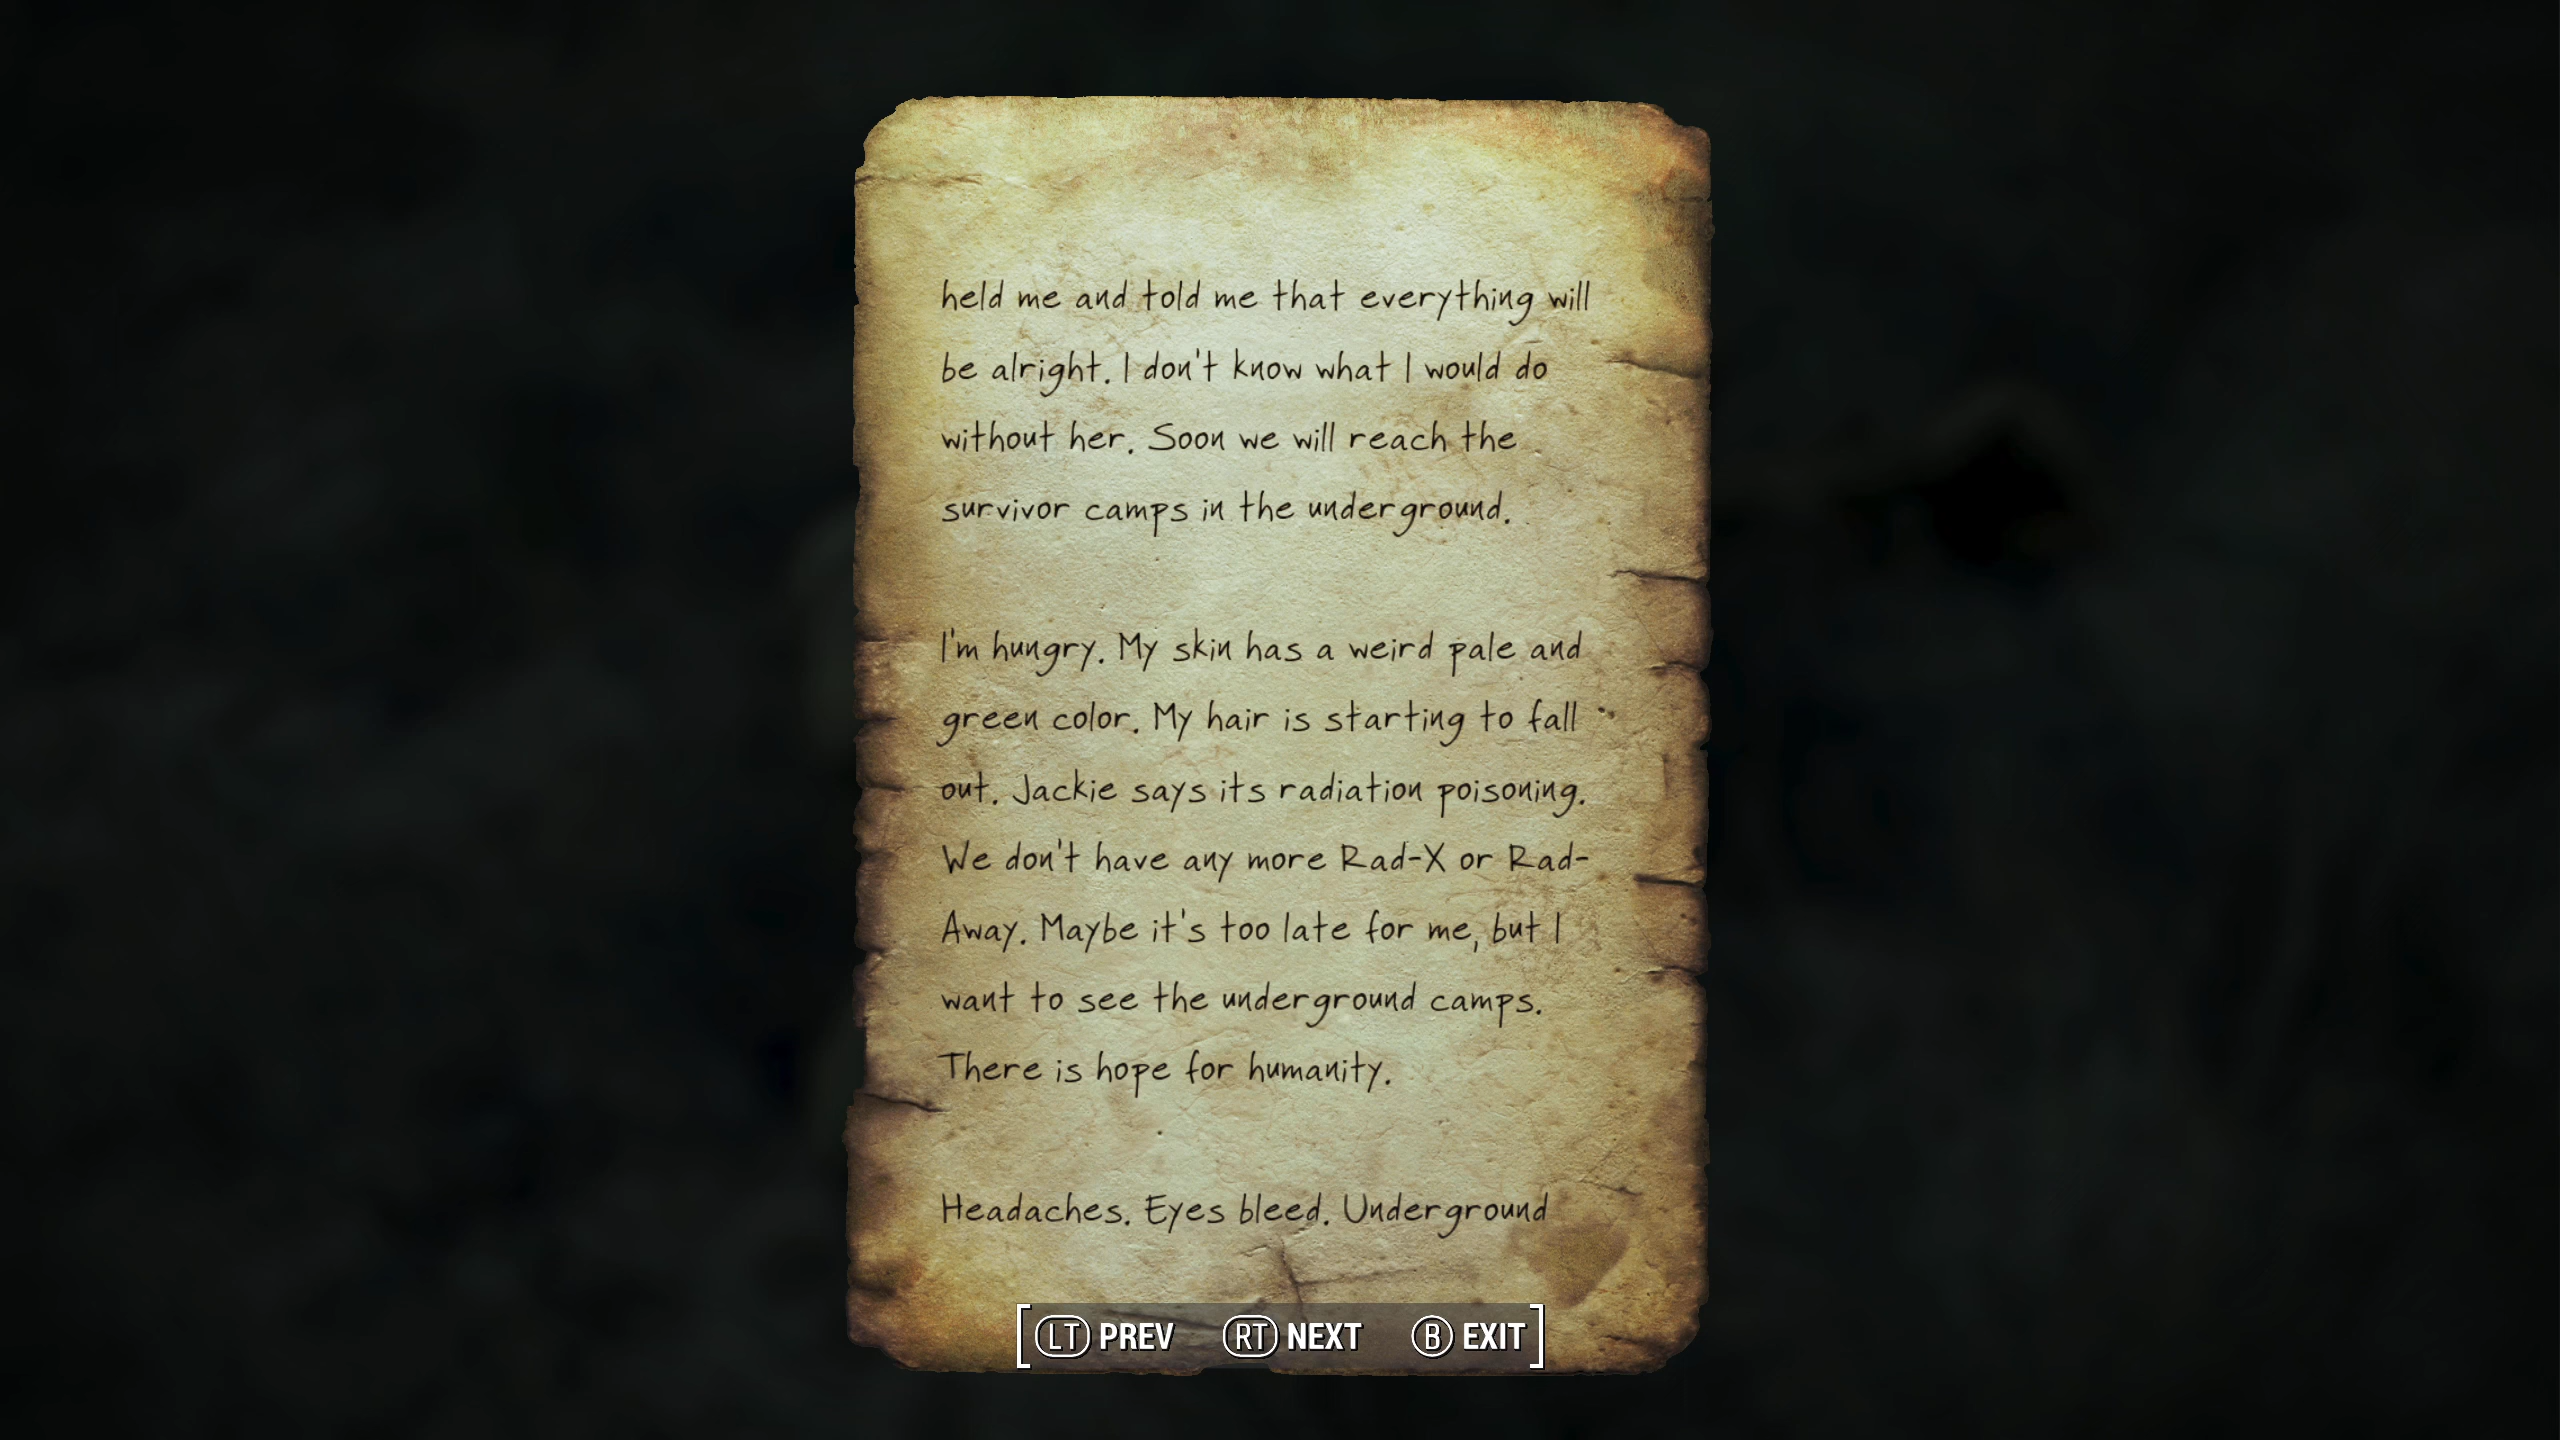 held me and told me that everything will
be alright. I don't know what I would do
without her. Soon we will reach the
survivor camps in the underground.
I'm hungry. My skin has a weird pale and
green color. My hair is starting to fall
out. Jackie says its radiation poisoning.
We don't have any more Rad-X or Rad-
Away. Maybe it's too late for me, but I
want to see the underground camps.
There is hope for humanity.
Headaches. Eyes bleed. Underground
LT PREV RT NEXT B EXIT